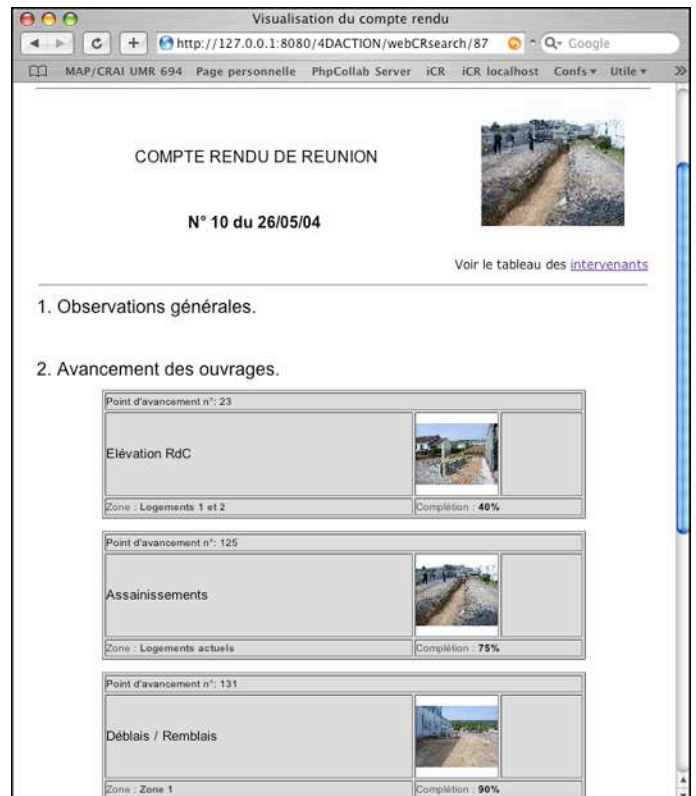 Visualisation du compte rendu
http://127.0.0.1:8080/4DACTION/webCRsearch/87
Google
MAP/CRAI UMR 694 Page personnelle PhpCollab Server iCR iCR localhost Confs Utile
COMPTE RENDU DE REUNION
N° 10 du 26/05/04
Voir le tableau des intervenants
1. Observations générales.
2. Avancement des ouvrages.
Point d'avancement n°: 23
Elévation RdC
Zone : Logements 1 et 2 Complétion : 40%
Point d'avancement n°: 125
Assainissements
Zone : Logements actuels Complétion : 75%
Point d'avancement n°: 131
Déblais / Remblais
Zone : Zone 1 Complétion : 90%